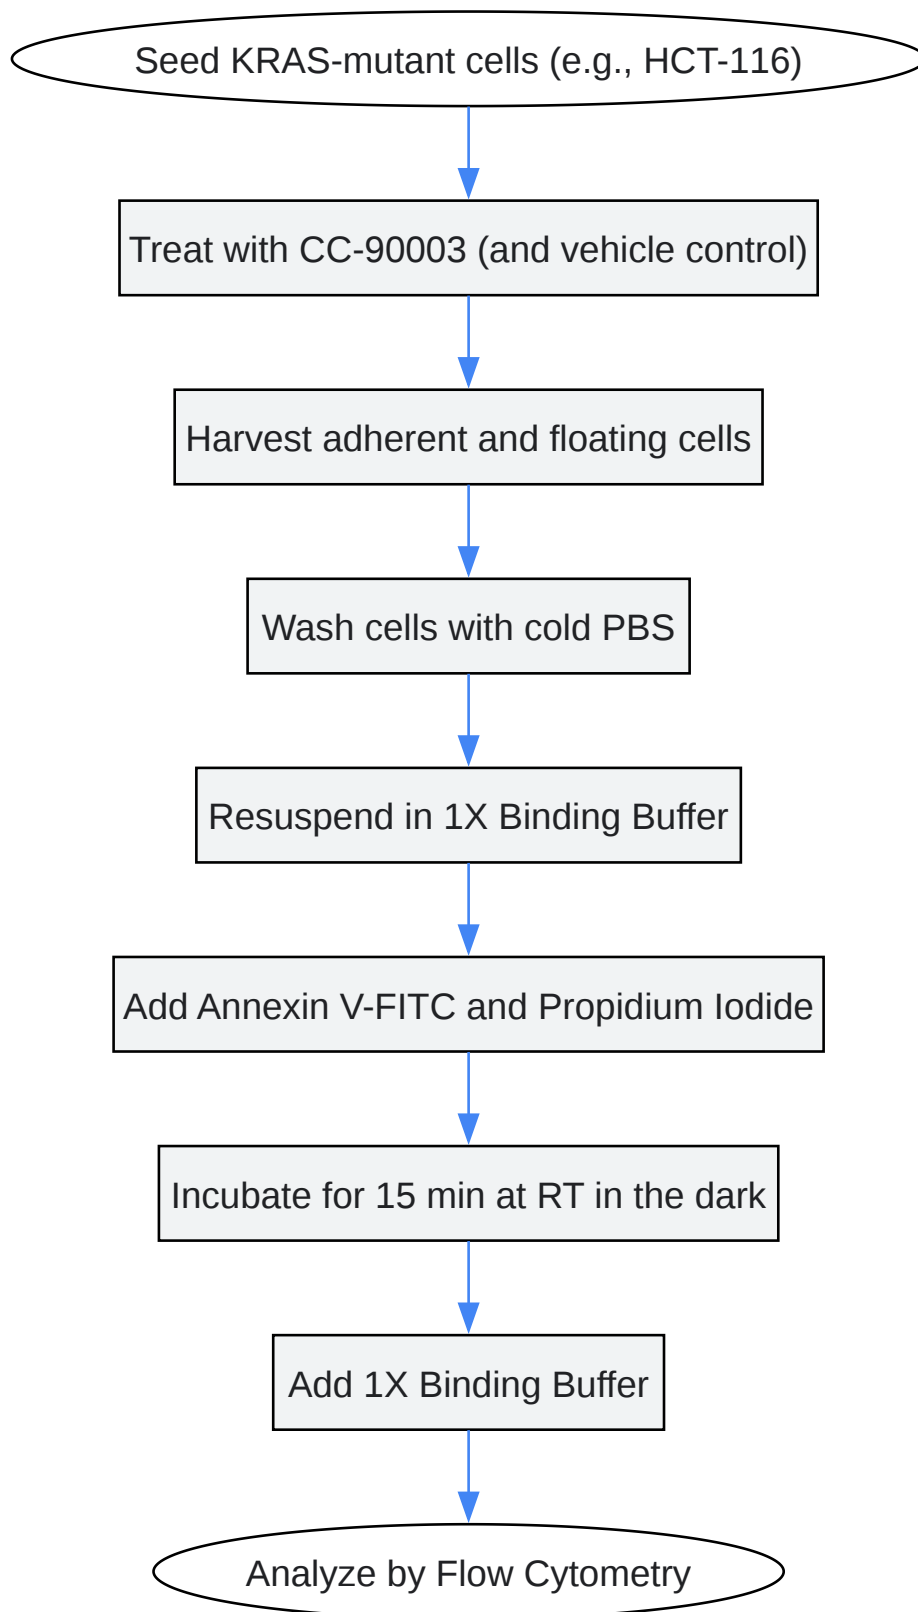 Seed KRAS-mutant cells (e.g., HCT-116)
Treat with CC-90003 (and vehicle control)
Harvest adherent and floating cells
Wash cells with cold PBS
Resuspend in 1X Binding Buffer
Add Annexin V-FITC and Propidium Iodide
Incubate for 15 min at RT in the dark
Add 1X Binding Buffer
Analyze by Flow Cytometry